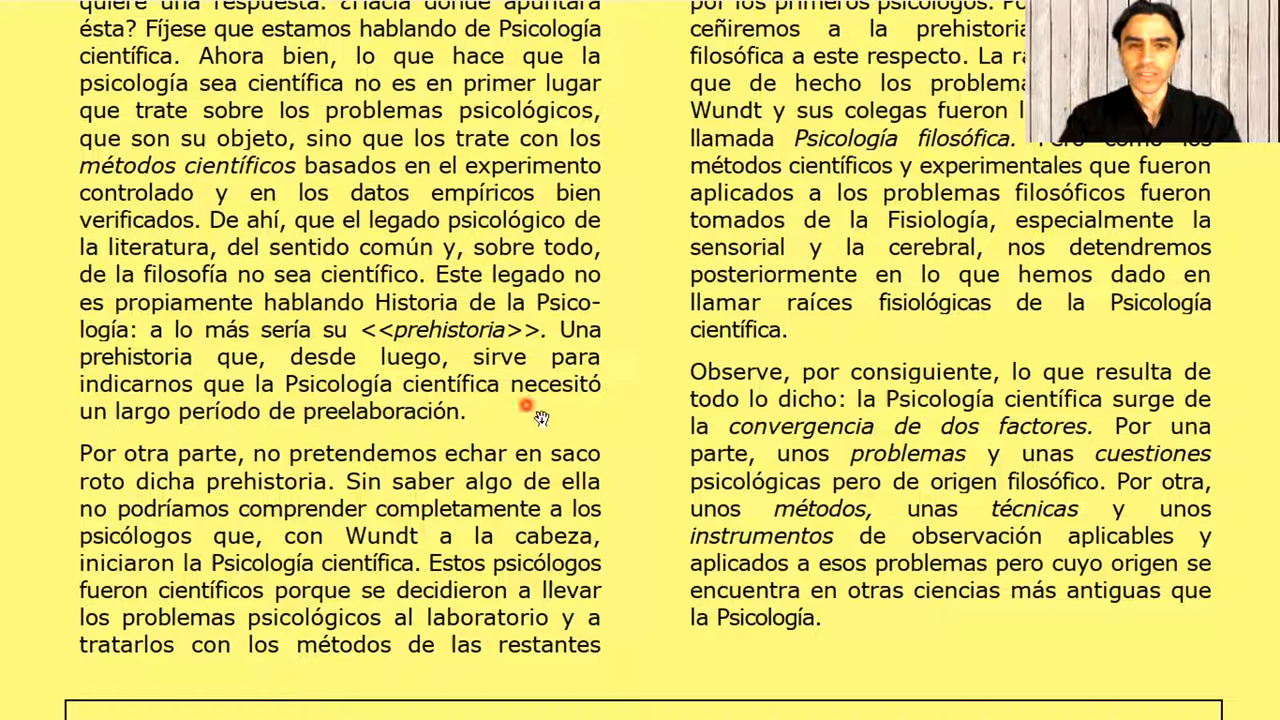 quiere una respuesta. ¿Hacia dónde apuntará
ésta? Fíjese que estamos hablando de Psicología
científica. Ahora bien, lo que hace que la
psicología sea científica no es en primer lugar
que trate sobre los problemas psicológicos,
que son su objeto, sino que los trate con los
métodos científicos basados en el experimento
controlado y en los datos empíricos bien
verificados. De ahí, que el legado psicológico de
la literatura, del sentido común y, sobre todo,
de la filosofía no sea científico. Este legado no
es propiamente hablando Historia de la Psico-
logía: a lo más sería su <<prehistoria>>. Una
prehistoria que, desde luego, sirve para
indicarnos que la Psicología científica necesitó
un largo período de preelaboración.
Por otra parte, no pretendemos echar en saco
roto dicha prehistoria. Sin saber algo de ella
no podríamos comprender completamente a los
psicólogos que, con Wundt a la cabeza,
iniciaron la Psicología científica. Estos psicólogos
fueron científicos porque se decidieron a llevar
los problemas psicológicos al laboratorio y a
tratarlos con los métodos de las restantes
por los primeros psicólogos.
ceñiremos a la prehistoria
filosófica a este respecto. La
que de hecho los
Wundt y sus colegas fueron
llamada Psicología filosófica. Pero como los
métodos científicos y experimentales que fueron
aplicados a los problemas filosóficos fueron
tomados de la Fisiología, especialmente la
sensorial y la cerebral, nos detendremos
posteriormente en lo que hemos dado en
llamar raíces fisiológicas de la Psicología
científica.
Observe, por consiguiente, lo que resulta de
todo lo dicho: la Psicología científica surge de
la convergencia de dos factores. Por una
parte, unos problemas y unas cuestiones
psicológicas pero de origen filosófico. Por otra,
unos métodos, unas técnicas y unos
instrumentos de observación aplicables y
aplicados a esos problemas pero cuyo origen se
encuentra en otras ciencias más antiguas que
la Psicología.